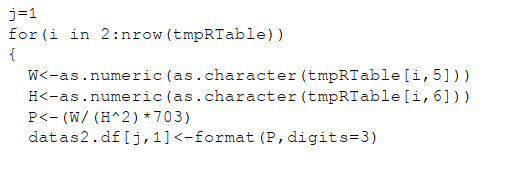 j=1
for(i in 2:nrow(tmpRTable))
{
  W<-as.numeric(as.character(tmpRTable[i,5]))
  H<-as.numeric(as.character(tmpRTable[i,6]))
  P<-(W/(H^2)*703)
  datas2.df[j,1]<-format(P,digits=3)